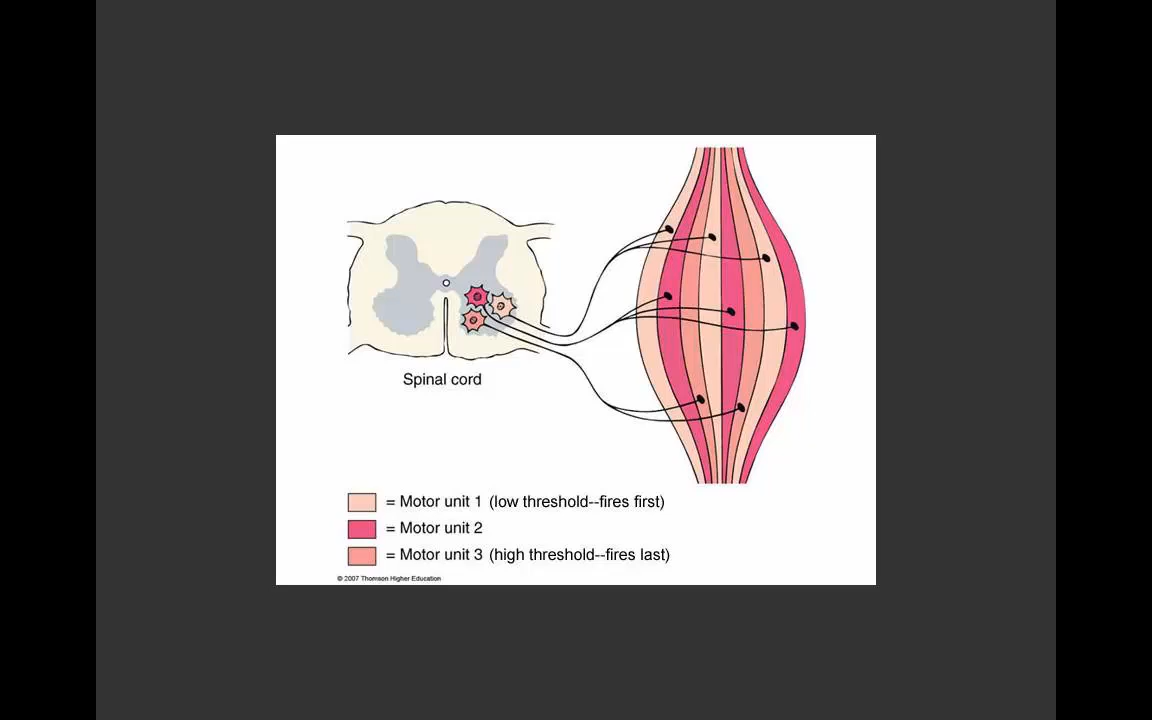 Spinal cord
= Motor unit 1 (low threshold--fires first)
= Motor unit 2
= Motor unit 3 (high threshold--fires last)
© 2007 Thomson Higher Education